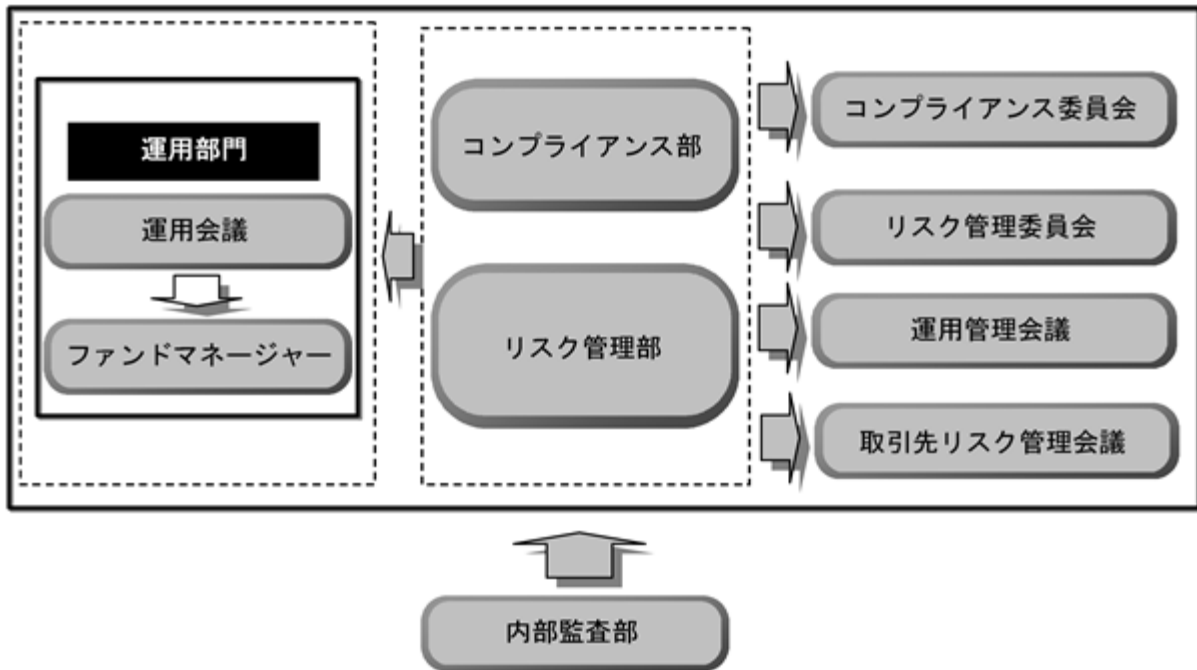 運用部門
運用会議
ファンドマネージャー
コンプライアンス部
リスク管理部
コンプライアンス委員会
リスク管理委員会
運用管理会議
取引先リスク管理会議
内部監査部